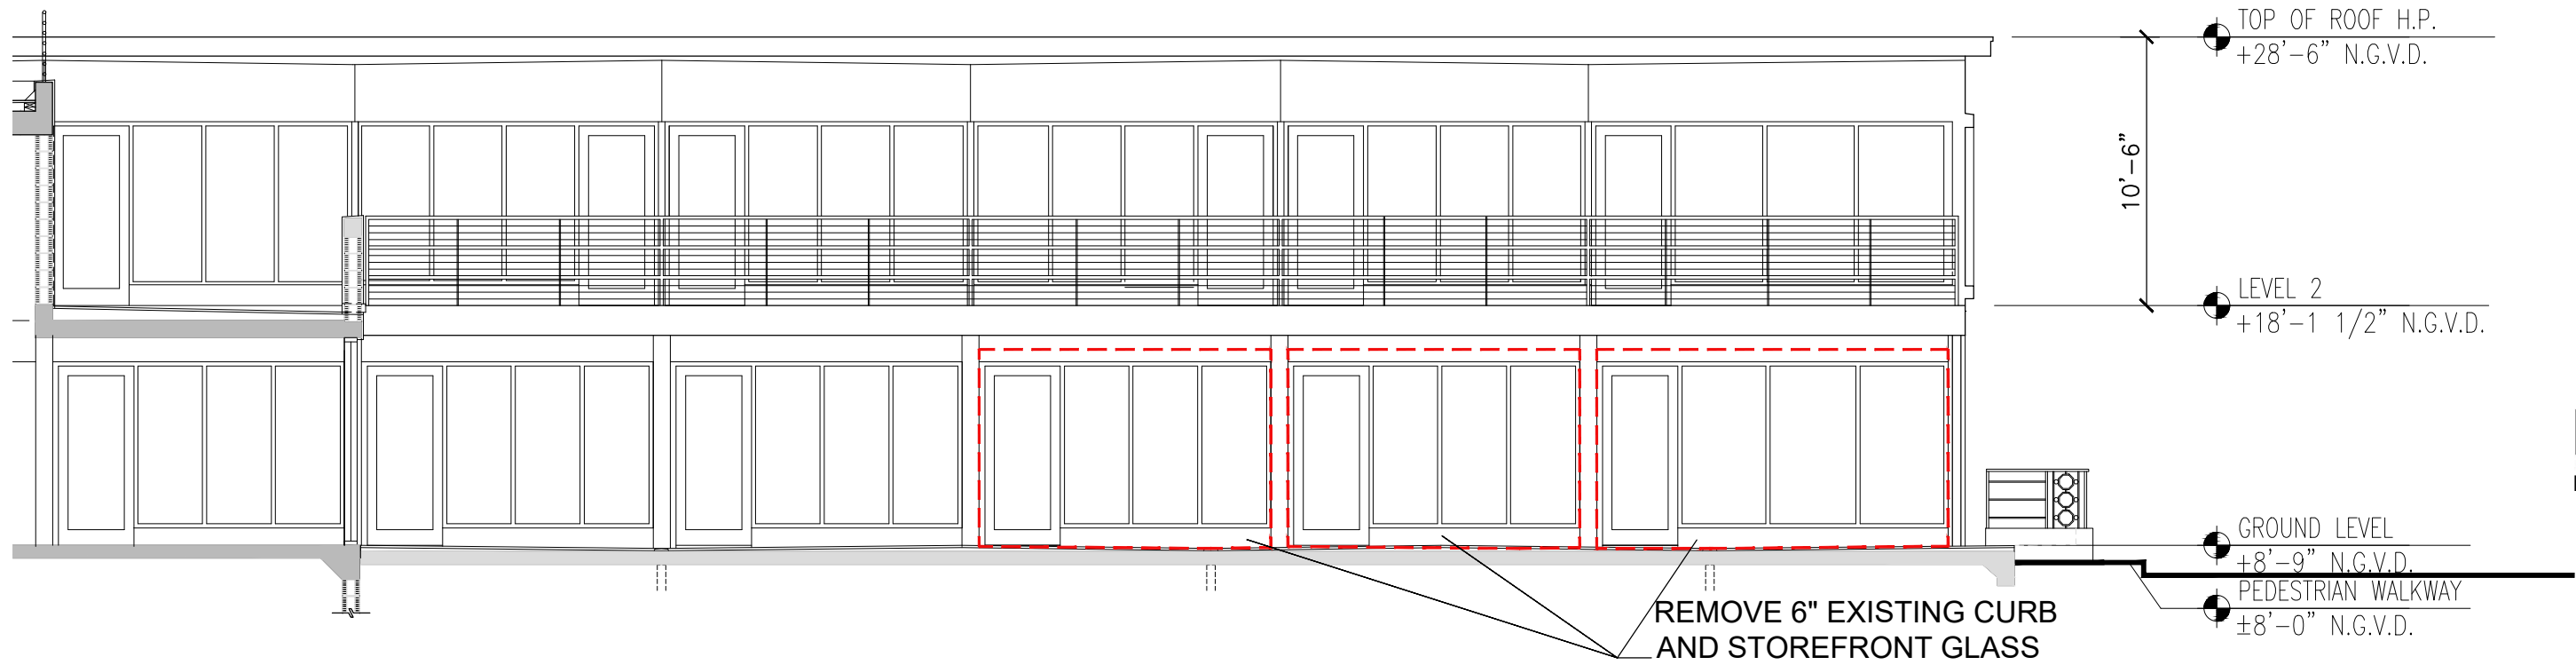 TOP OF ROOF H.P.
+28'-6" N.G.V.D.
10'-6"
LEVEL 2
+18'-1 1/2" N.G.V.D.
GROUND LEVEL
+8'-9" N.G.V.D.
PEDESTRIAN WALKWAY
±8'-0" N.G.V.D.
REMOVE 6" EXISTING CURB
AND STOREFRONT GLASS